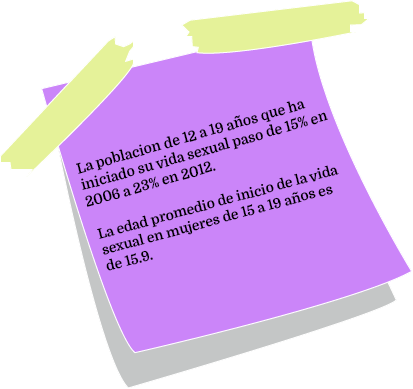 La poblacion de 12 a 19 años que ha
iniciado su vida sexual paso de 15% en
2006 a 23% en 2012.
La edad promedio de inicio de la vida
sexual en mujeres de 15 a 19 años es
de 15.9.